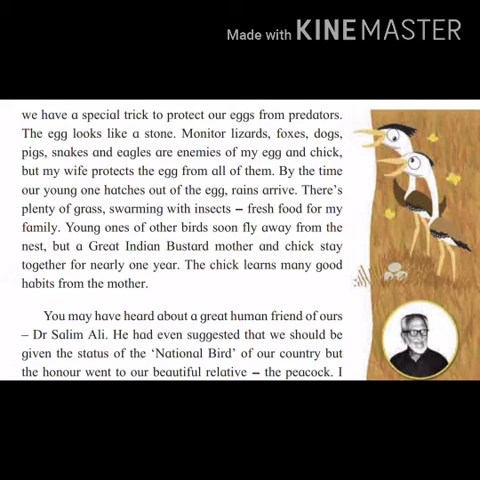 Made with KINEMASTER
we have a special trick to protect our eggs from predators.
The egg looks like a stone. Monitor lizards, foxes, dogs,
pigs, snakes and eagles are enemies of my egg and chick,
but my wife protects the egg from all of them. By the time
our young one hatches out of the egg, rains arrive. There's
plenty of grass, swarming with insects – fresh food for my
family. Young ones of other birds soon fly away from the
nest, but a Great Indian Bustard mother and chick stay
together for nearly one year. The chick learns many good
habits from the mother.
You may have heard about a great human friend of ours
– Dr Salim Ali. He had even suggested that we should be
given the status of the 'National Bird' of our country but
the honour went to our beautiful relative – the peacock. I